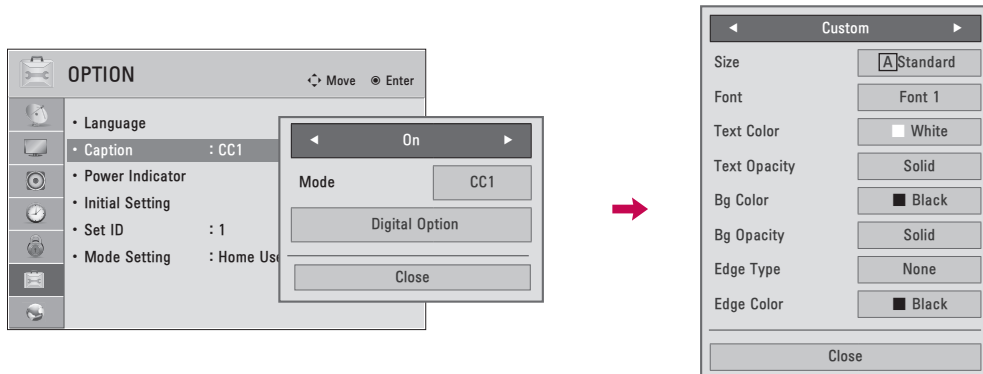 OPTION
Move Enter
• Language
• Caption : CC1
• Power Indicator
• Initial Setting
• Set ID : 1
• Mode Setting : Home Use
◄ On ►
Mode CC1
Digital Option
Close
◄ Custom ►
Size A Standard
Font Font 1
Text Color White
Text Opacity Solid
Bg Color Black
Bg Opacity Solid
Edge Type None
Edge Color Black
Close